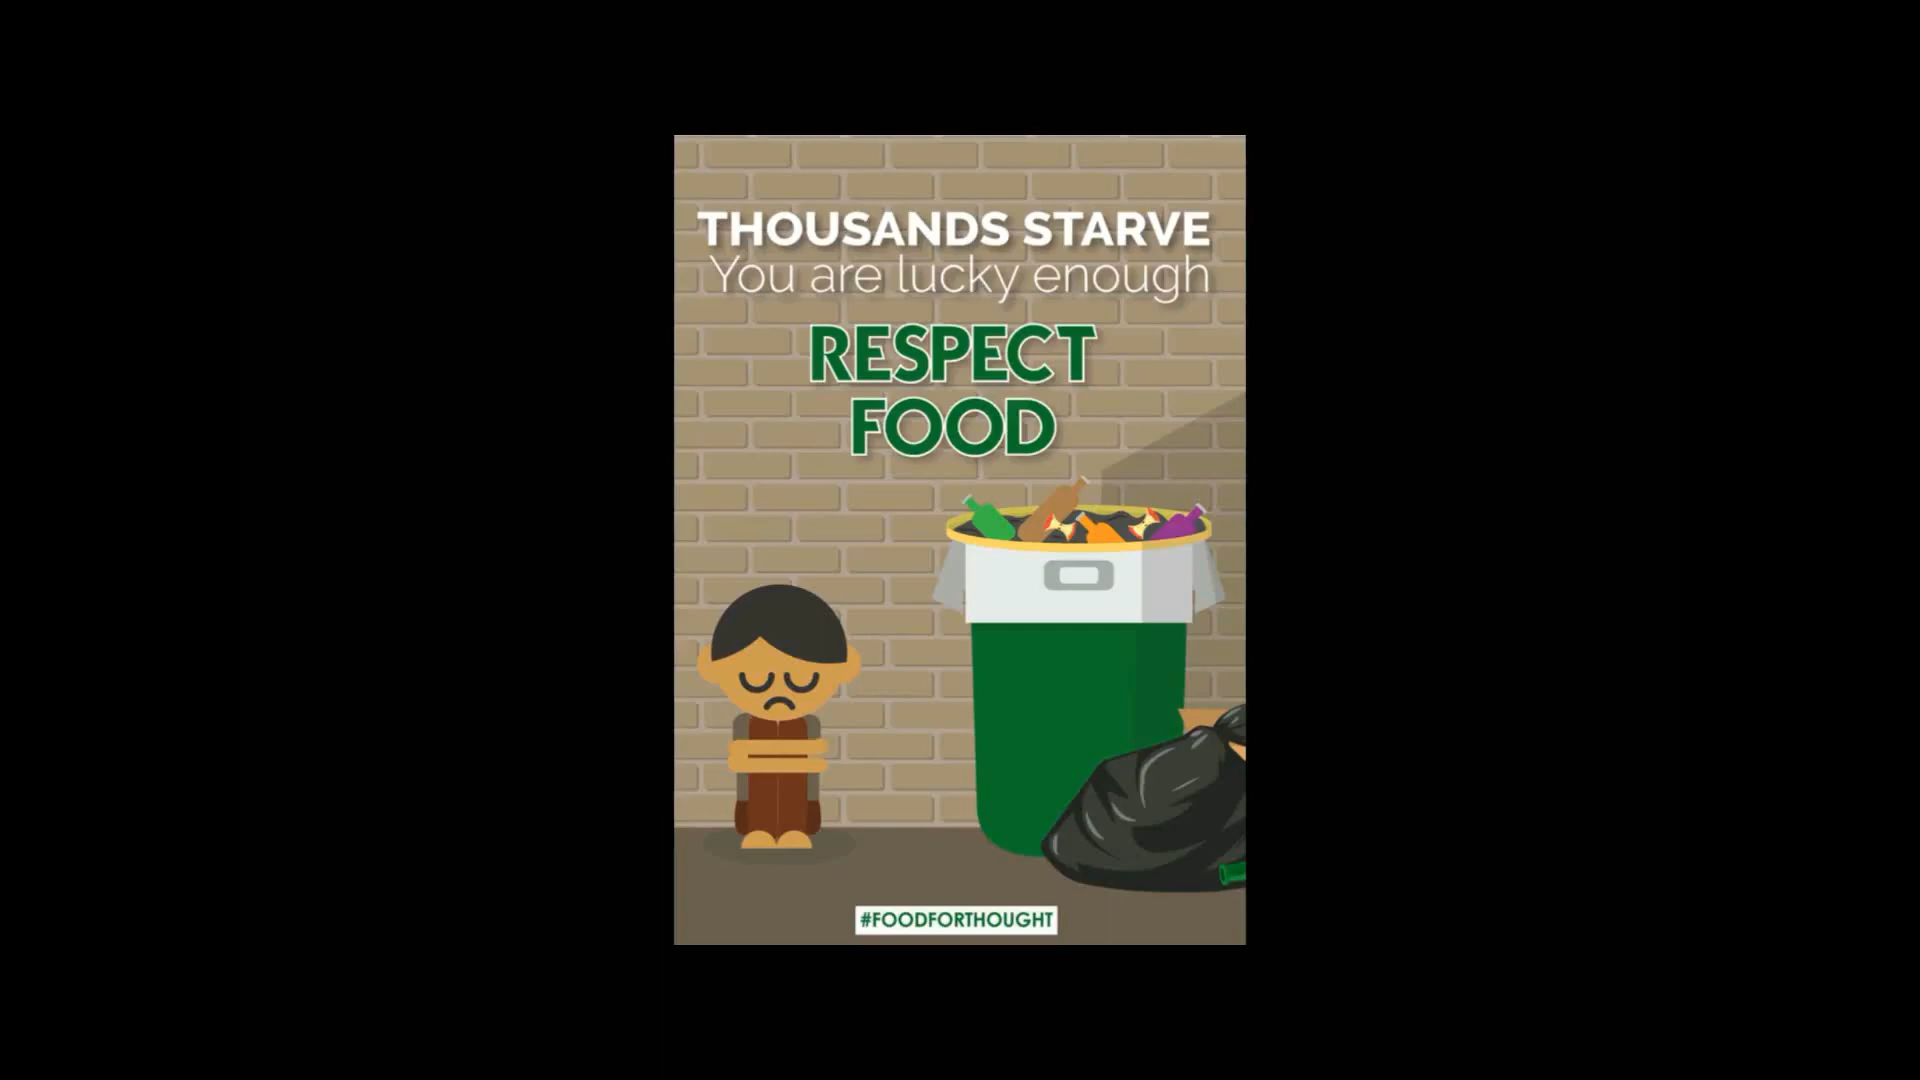 THOUSANDS STARVE
You are lucky enough
RESPECT
FOOD
#FOODFORTHOUGHT